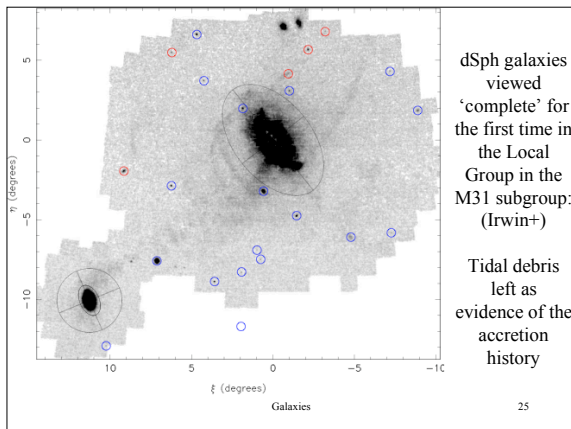 5
0
-5
-10
η (degrees)
10
5
0
-5
-10
ξ (degrees)
dSph galaxies
viewed
'complete' for
the first time in
the Local
Group in the
M31 subgroup:
(Irwin+)
Tidal debris
left as
evidence of the
accretion
history
Galaxies
25